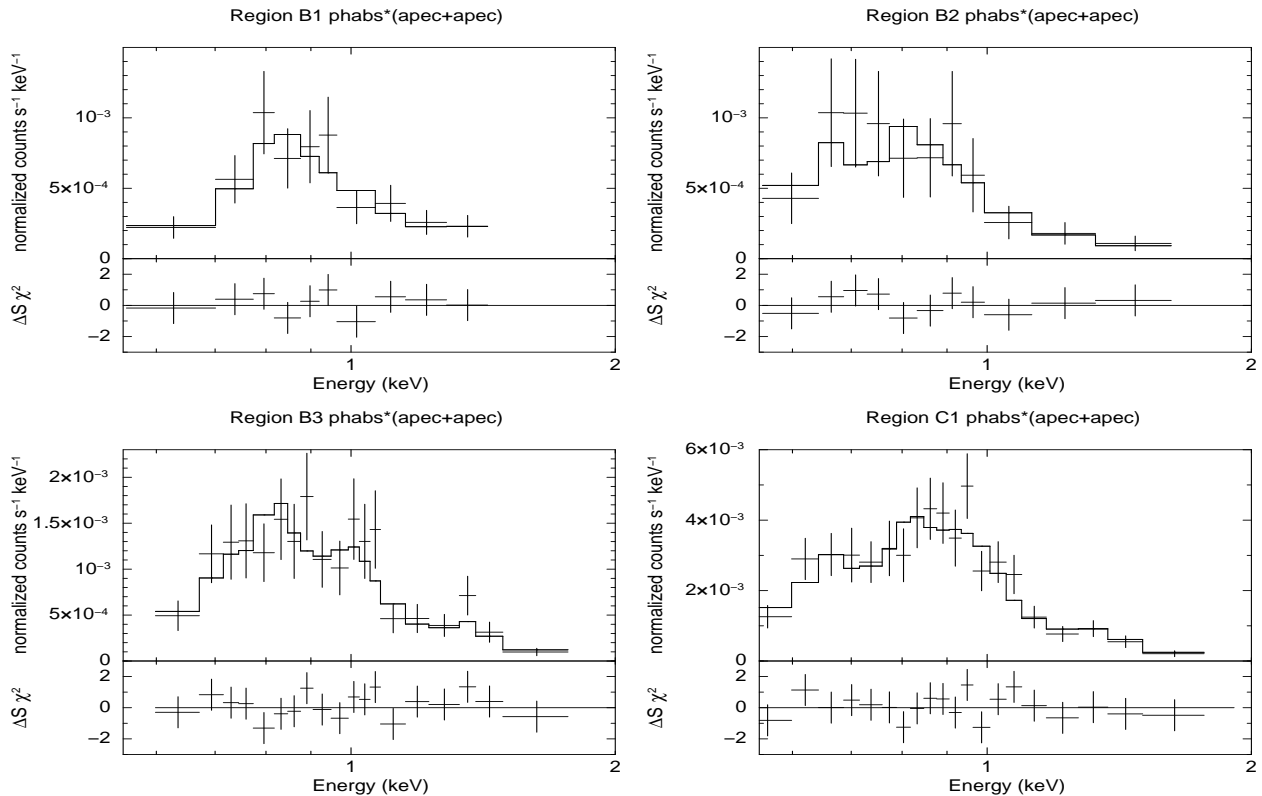 Region B1 phabs*(apec+apec)
normalized counts s⁻¹ keV⁻¹
10⁻³
5×10⁻⁴
0
ΔS χ²
2
0
−2
1
2
Energy (keV)
Region B2 phabs*(apec+apec)
normalized counts s⁻¹ keV⁻¹
10⁻³
5×10⁻⁴
0
ΔS χ²
2
0
−2
1
2
Energy (keV)
Region B3 phabs*(apec+apec)
normalized counts s⁻¹ keV⁻¹
2×10⁻³
1.5×10⁻³
10⁻³
5×10⁻⁴
0
ΔS χ²
2
0
−2
1
2
Energy (keV)
Region C1 phabs*(apec+apec)
normalized counts s⁻¹ keV⁻¹
6×10⁻³
4×10⁻³
2×10⁻³
0
ΔS χ²
2
0
−2
1
2
Energy (keV)